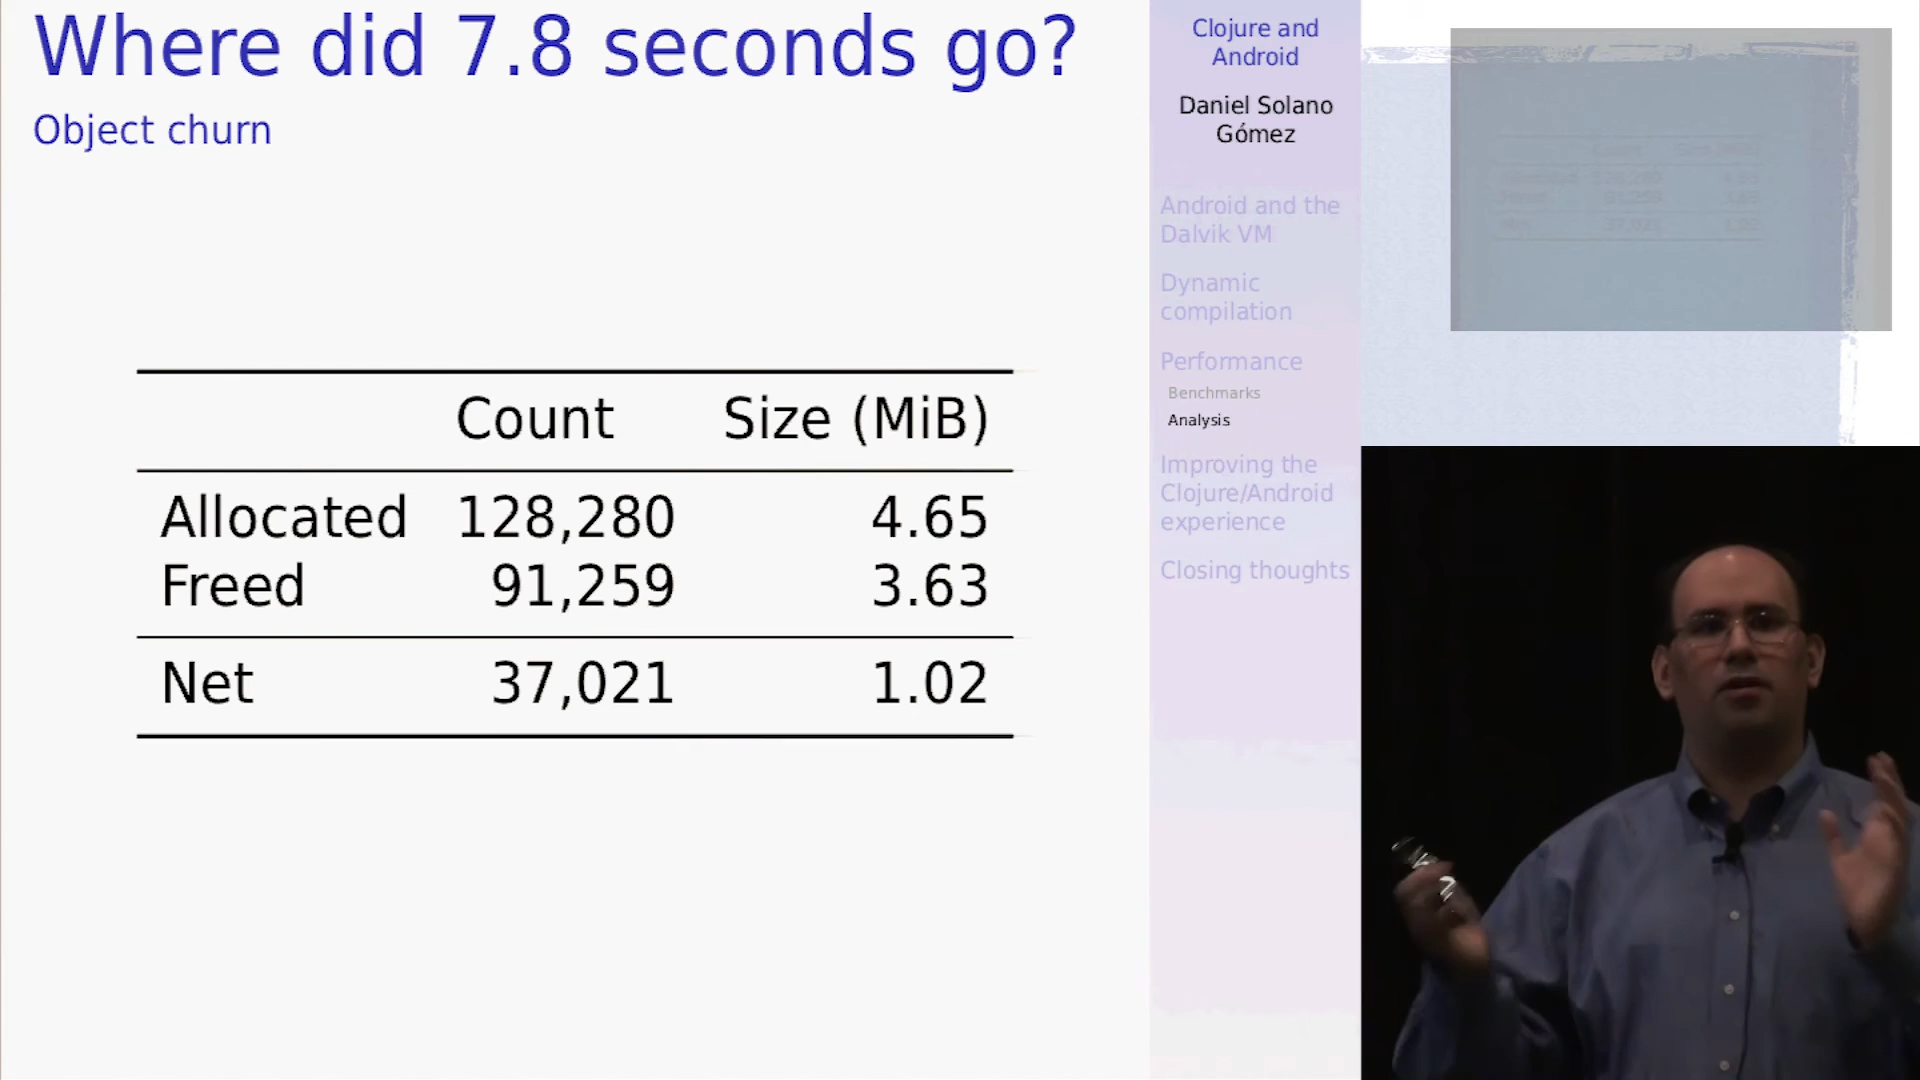 Where did 7.8 seconds go?
Object churn
Count Size (MiB)
Allocated 128,280 4.65
Freed 91,259 3.63
Net 37,021 1.02
Clojure and
Android
Daniel Solano
Gómez
Android and the
Dalvik VM
Dynamic
compilation
Performance
Benchmarks
Analysis
Improving the
Clojure/Android
experience
Closing thoughts